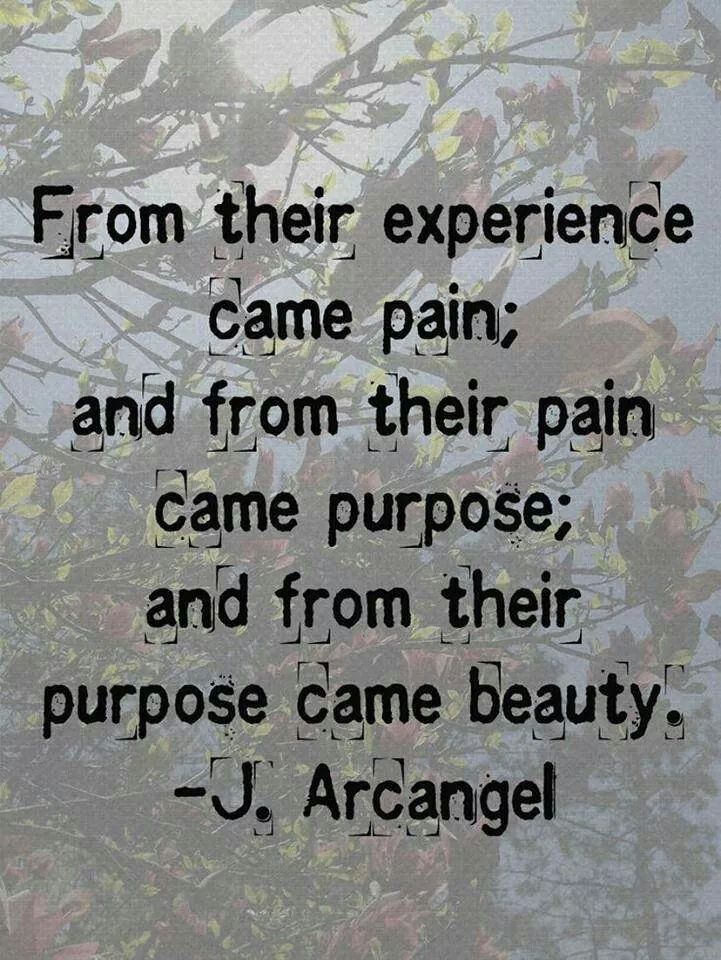 From their experience
came pain;
and from their pain
came purpose;
and from their
purpose came beauty.
-J. Arcangel